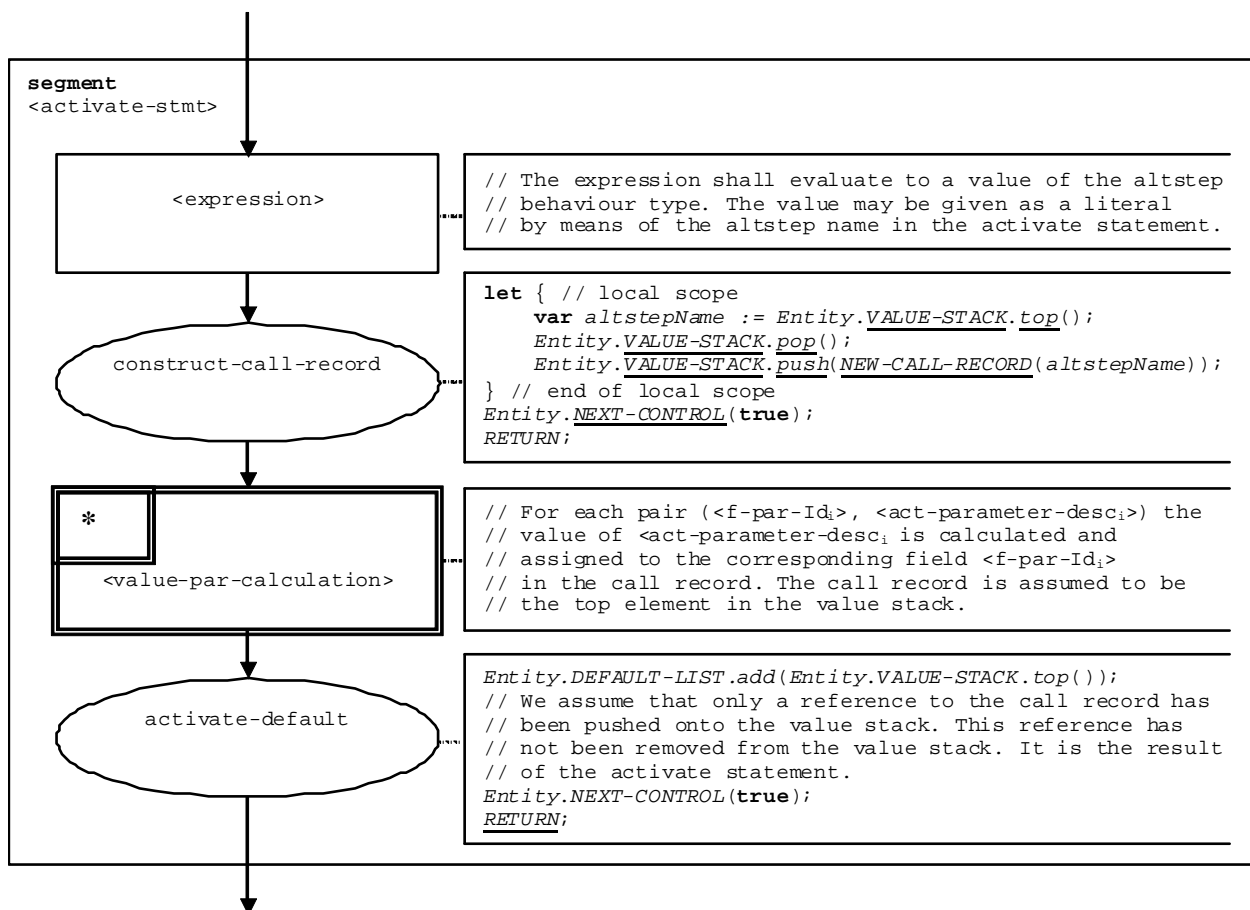 segment
<activate-stmt>
<expression>
// The expression shall evaluate to a value of the altstep
// behaviour type. The value may be given as a literal
// by means of the altstep name in the activate statement.
construct-call-record
let { // local scope
var altstepName := Entity.VALUE-STACK.top();
Entity.VALUE-STACK.pop();
Entity.VALUE-STACK.push(NEW-CALL-RECORD(altstepName));
} // end of local scope
Entity.NEXT-CONTROL(true);
RETURN;
*
<value-par-calculation>
// For each pair (<f-par-Idi>, <act-parameter-desci>) the
// value of <act-parameter-desci is calculated and
// assigned to the corresponding field <f-par-Idi>
// in the call record. The call record is assumed to be
// the top element in the value stack.
activate-default
Entity.DEFAULT-LIST.add(Entity.VALUE-STACK.top());
// We assume that only a reference to the call record has
// been pushed onto the value stack. This reference has
// not been removed from the value stack. It is the result
// of the activate statement.
Entity.NEXT-CONTROL(true);
RETURN;